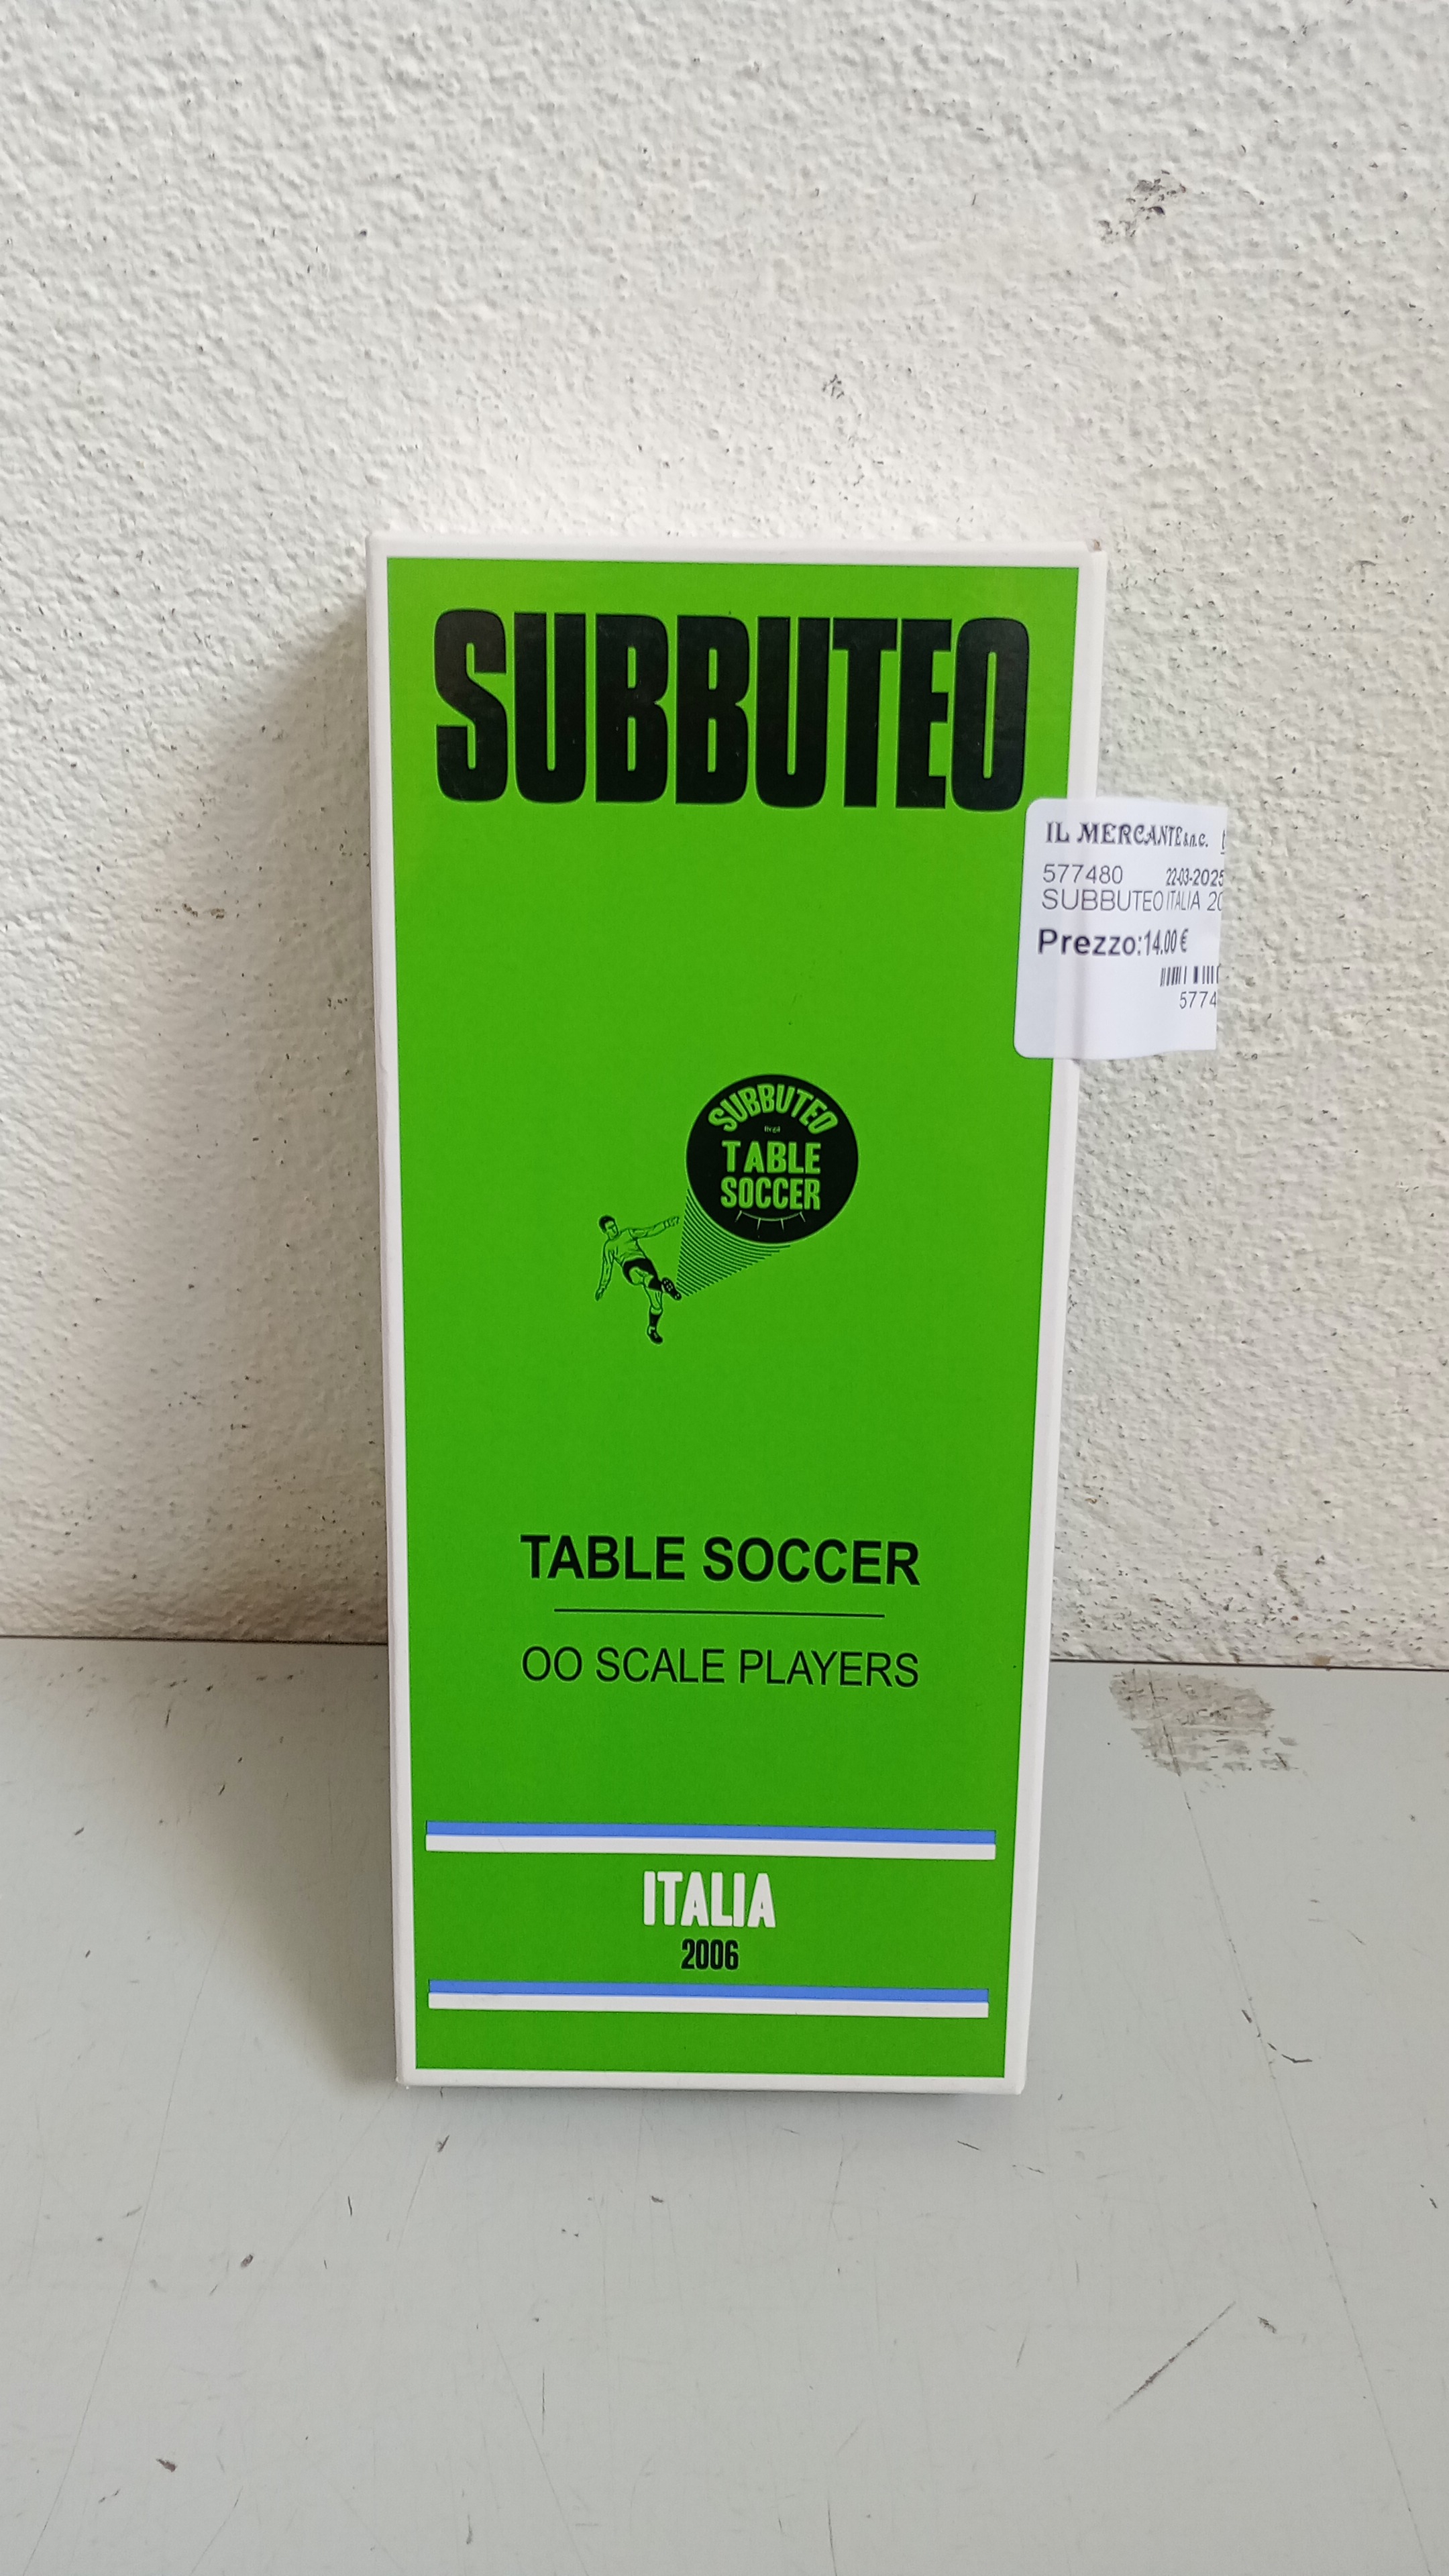 SUBBUTEO
IL MERCANTE s.n.c.
577480 22-03-2025
SUBBUTEO ITALIA 20
Prezzo:14.00 €
5774
SUBBUTEO
Regd
TABLE
SOCCER
TABLE SOCCER
OO SCALE PLAYERS
ITALIA
2006